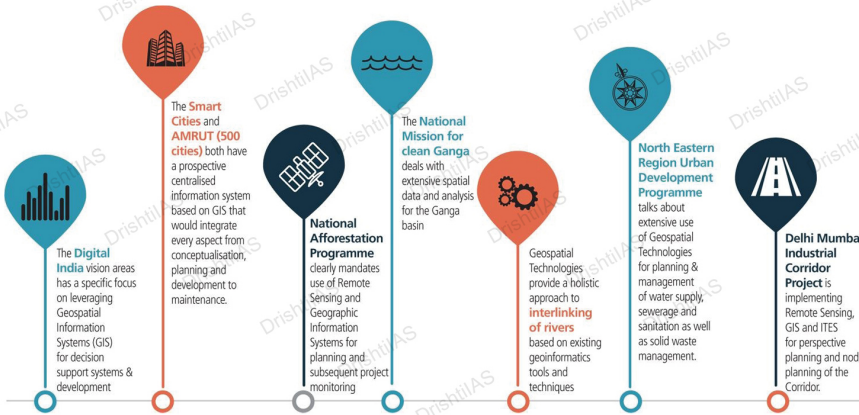 The Digital
India vision areas
has a specific focus
on leveraging
Geospatial
Information
Systems (GIS)
for decision
support systems &
development
The Smart
Cities and
AMRUT (500
cities) both have
a prospective
centralised
information system
based on GIS that
would integrate
every aspect from
conceptualisation,
planning and
development to
maintenance.
National
Afforestation
Programme
clearly mandates
use of Remote
Sensing and
Geographic
Information
Systems for
planning and
subsequent project
monitoring
The National
Mission for
clean Ganga
deals with
extensive spatial
data and analysis
for the Ganga
basin
Geospatial
Technologies
provide a holistic
approach to
interlinking
of rivers
based on existing
geoinformatics
tools and
techniques
North Eastern
Region Urban
Development
Programme
talks about
extensive use
of Geospatial
Technologies
for planning &
management
of water supply,
sewerage and
sanitation as well
as solid waste
management.
Delhi Mumba
Industrial
Corridor
Project is
implementing
Remote Sensing,
GIS and ITES
for perspective
planning and nod
planning of the
Corridor.
DrishtiIAS